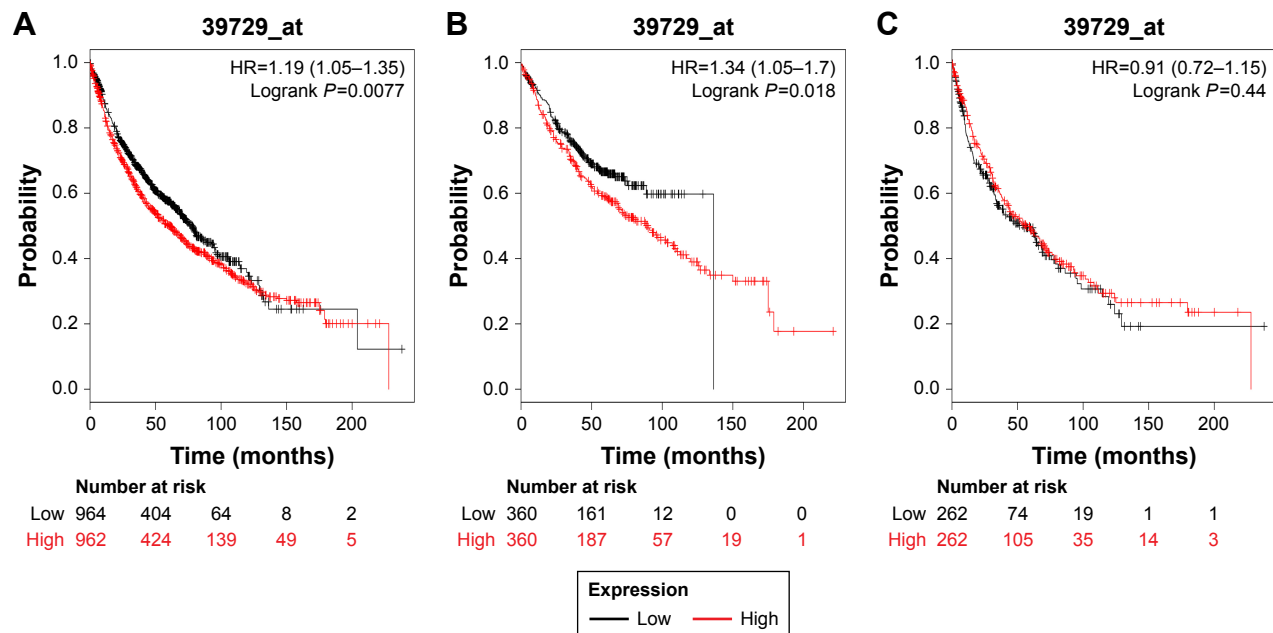 A
39729_at
HR=1.19 (1.05–1.35)
Logrank P=0.0077
Probability
1.0
0.8
0.6
0.4
0.2
0.0
0 50 100 150 200
Time (months)
Number at risk
Low 964 404 64 8 2
High 962 424 139 49 5
B
39729_at
HR=1.34 (1.05–1.7)
Logrank P=0.018
Probability
1.0
0.8
0.6
0.4
0.2
0.0
0 50 100 150 200
Time (months)
Number at risk
Low 360 161 12 0 0
High 360 187 57 19 1
C
39729_at
HR=0.91 (0.72–1.15)
Logrank P=0.44
Probability
1.0
0.8
0.6
0.4
0.2
0.0
0 50 100 150 200
Time (months)
Number at risk
Low 262 74 19 1 1
High 262 105 35 14 3
Expression
Low High